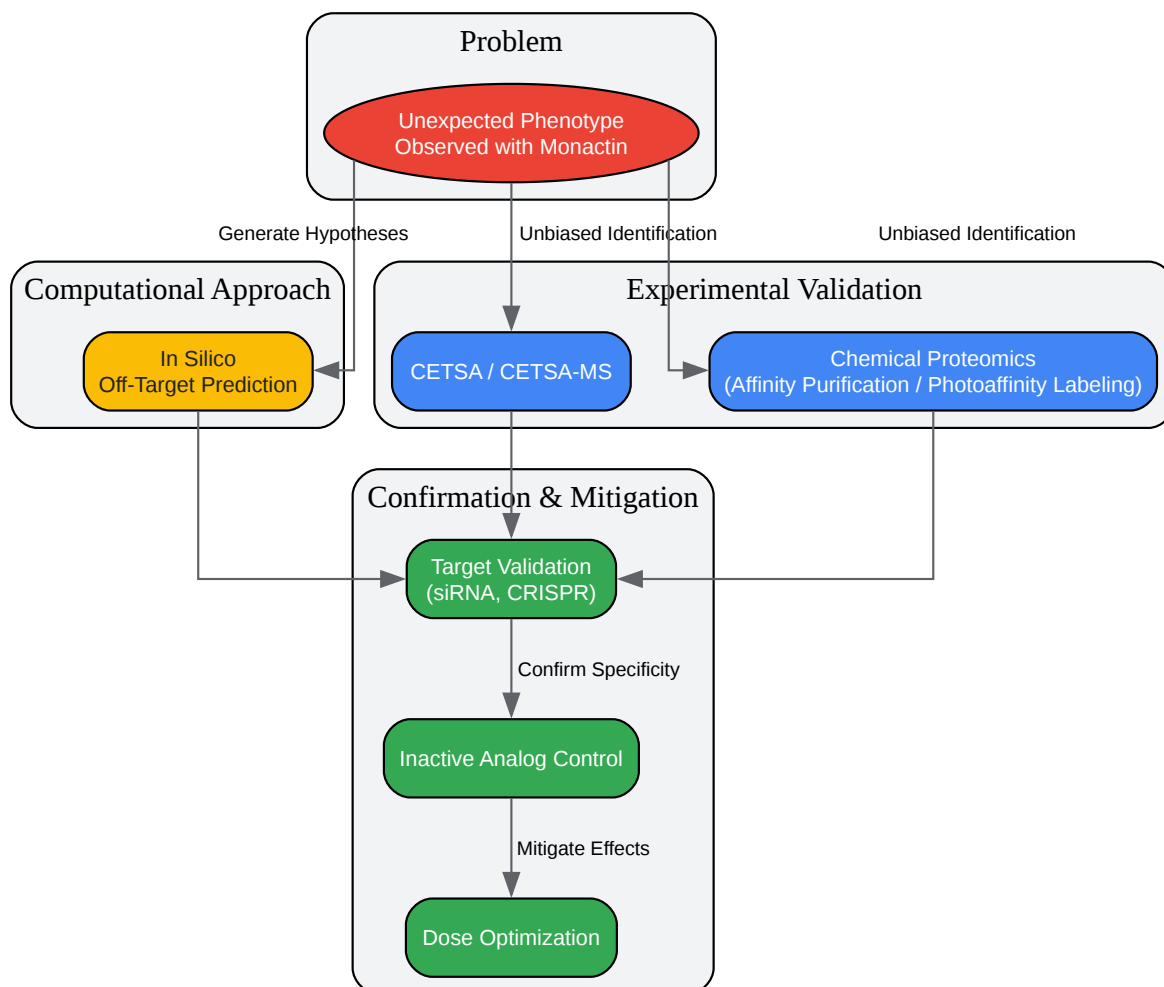 Problem
Unexpected Phenotype
Observed with Monactin
Generate Hypotheses
Unbiased Identification
Unbiased Identification
Computational Approach
Experimental Validation
In Silico
Off-Target Prediction
CETSA / CETSA-MS
Chemical Proteomics
(Affinity Purification / Photoaffinity Labeling)
Confirmation & Mitigation
Target Validation
(siRNA, CRISPR)
Confirm Specificity
Inactive Analog Control
Mitigate Effects
Dose Optimization